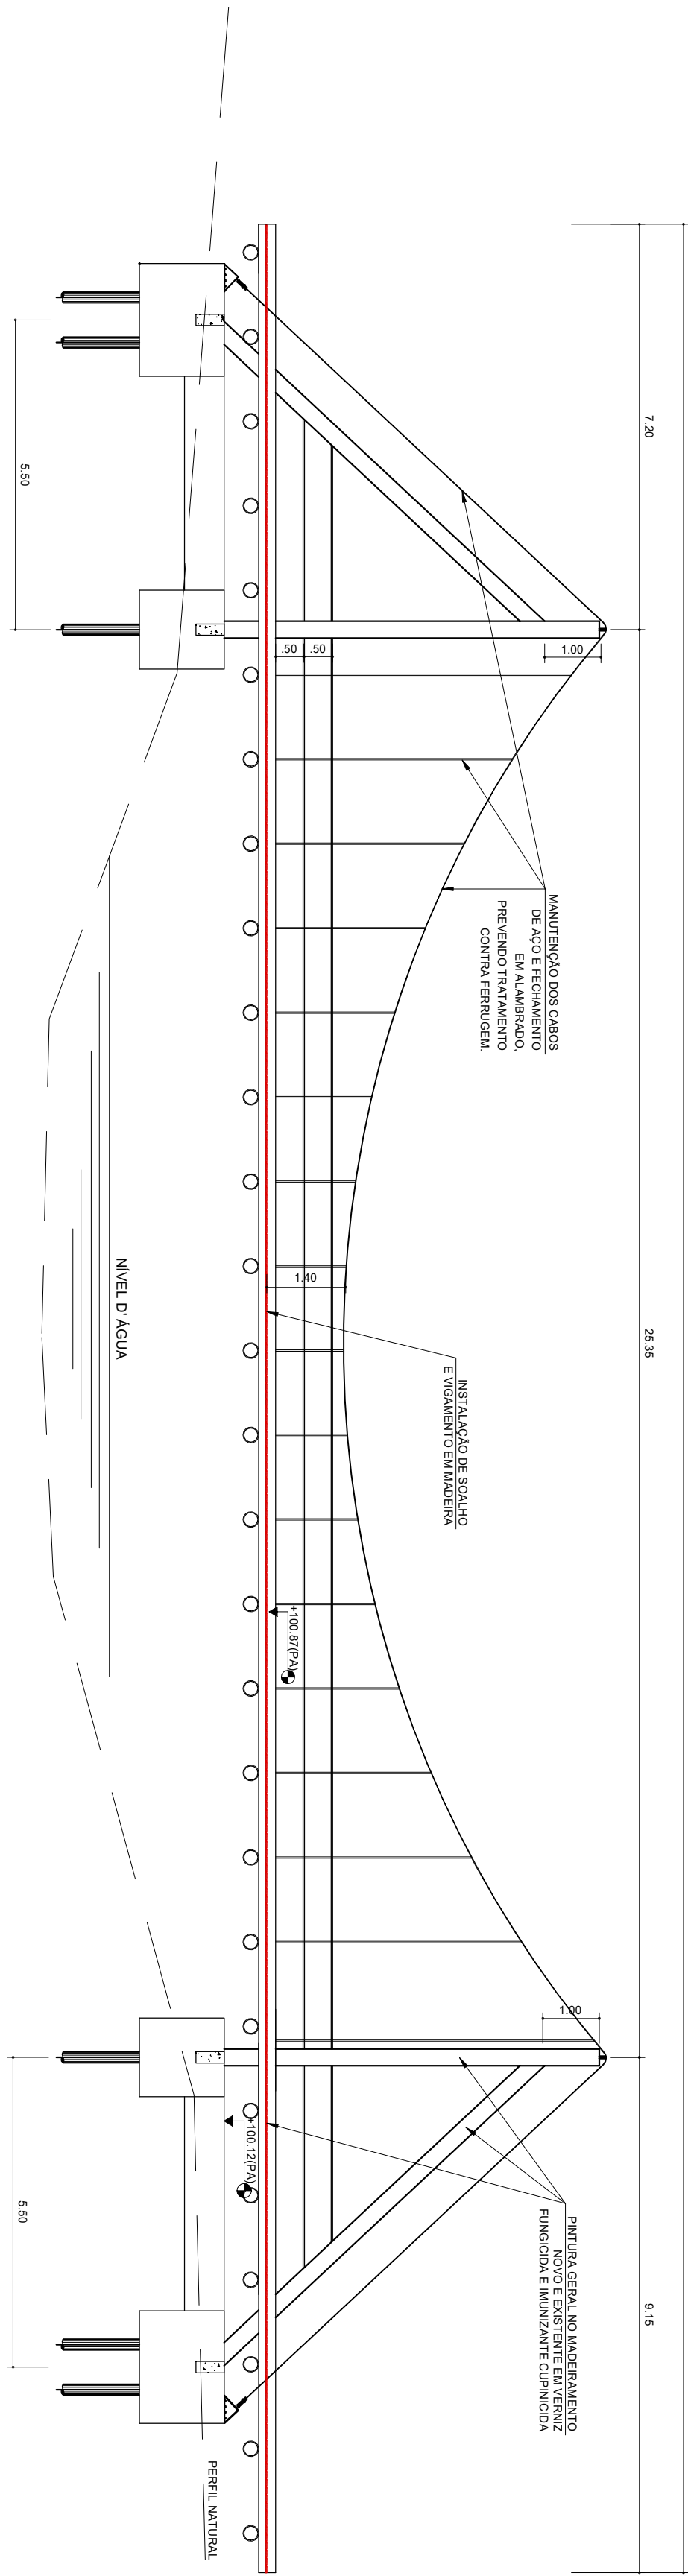 7.20
25.35
9.15
1.00
1.00
MANUTENÇÃO DOS CABOS
DE AÇO E FECHAMENTO
EM ALAMBRADO,
PREVENDO TRATAMENTO
CONTRA FERRUGEM.
INSTALAÇÃO DE SOALHO
E VIGAMENTO EM MADEIRA
PINTURA GERAL NO MADEIRAMENTO
NOVO E EXISTENTE EM VERNIZ
FUNGICIDA E IMUNIZANTE CUPINICIDA
.50
.50
1.40
+100.87(PA)
+100.12(PA)
NÍVEL D' ÁGUA
PERFIL NATURAL
5.50
5.50